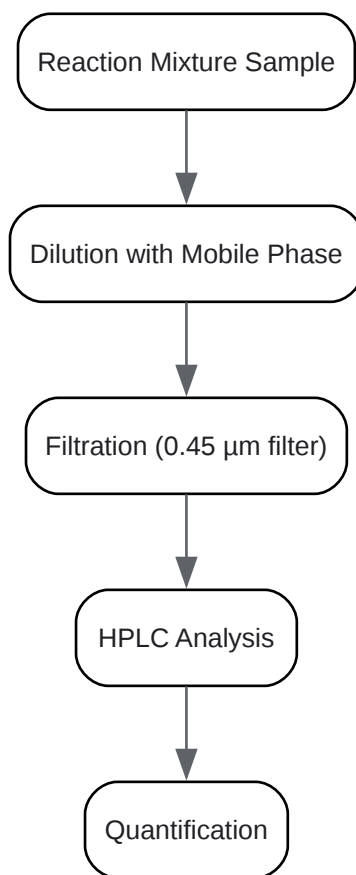 Reaction Mixture Sample
Dilution with Mobile Phase
Filtration (0.45 µm filter)
HPLC Analysis
Quantification